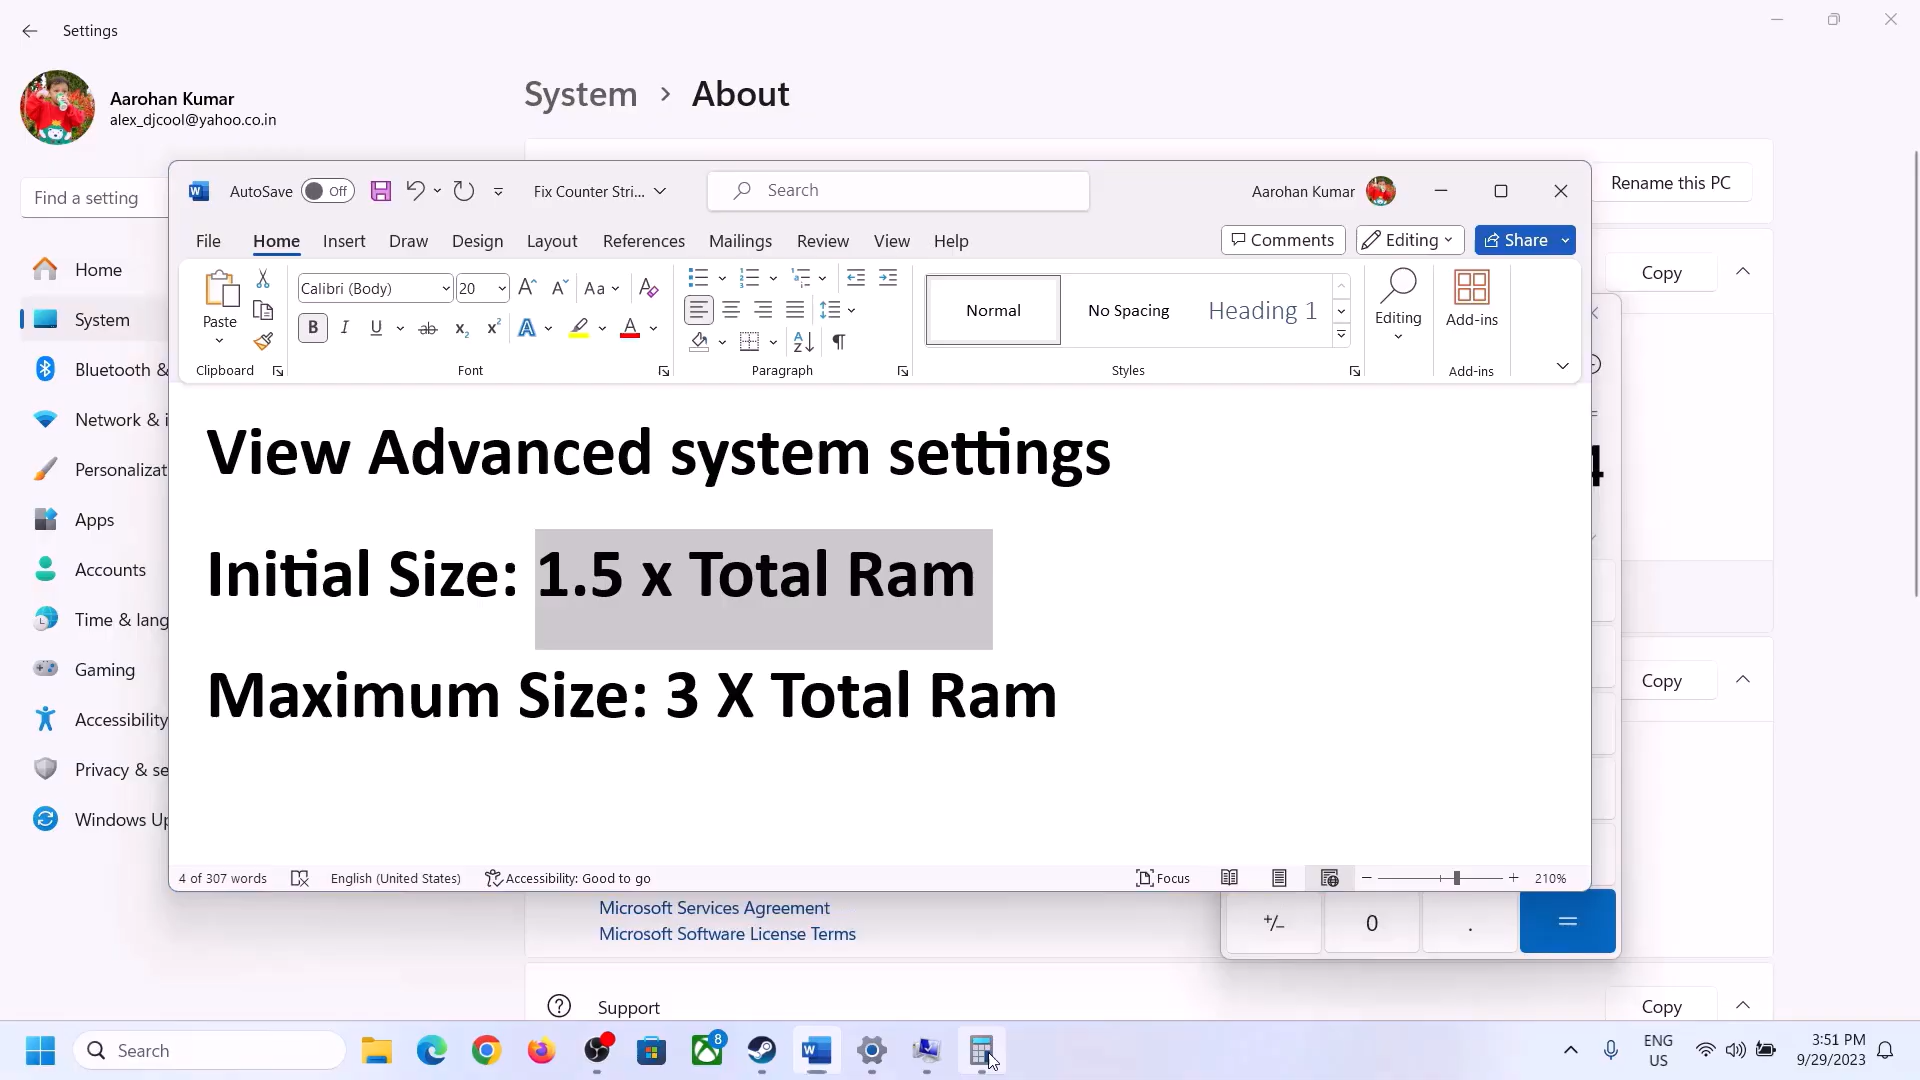 Settings
Aarohan Kumar
alex_djcool@yahoo.co.in
System > About
Find a setting
Rename this PC
AutoSave Off
Fix Counter Stri...
Search
Aarohan Kumar
File Home Insert Draw Design Layout References Mailings Review View Help
Comments Editing Share
Paste
Calibri (Body) 20
Normal
No Spacing
Heading 1
Editing
Add-ins
Clipboard Font Paragraph Styles Add-ins
Home
System
Bluetooth &
Network & i
Personalizat
Apps
Accounts
Time & lang
Gaming
Accessibility
Privacy & se
Windows Up
Copy
Copy
View Advanced system settings
Initial Size: 1.5 x Total Ram
Maximum Size: 3 X Total Ram
4 of 307 words
English (United States)
Accessibility: Good to go
Focus
210%
Microsoft Services Agreement
Microsoft Software License Terms
+/− 0 . =
Support
Copy
Search
8
ENG
US
3:51 PM
9/29/2023